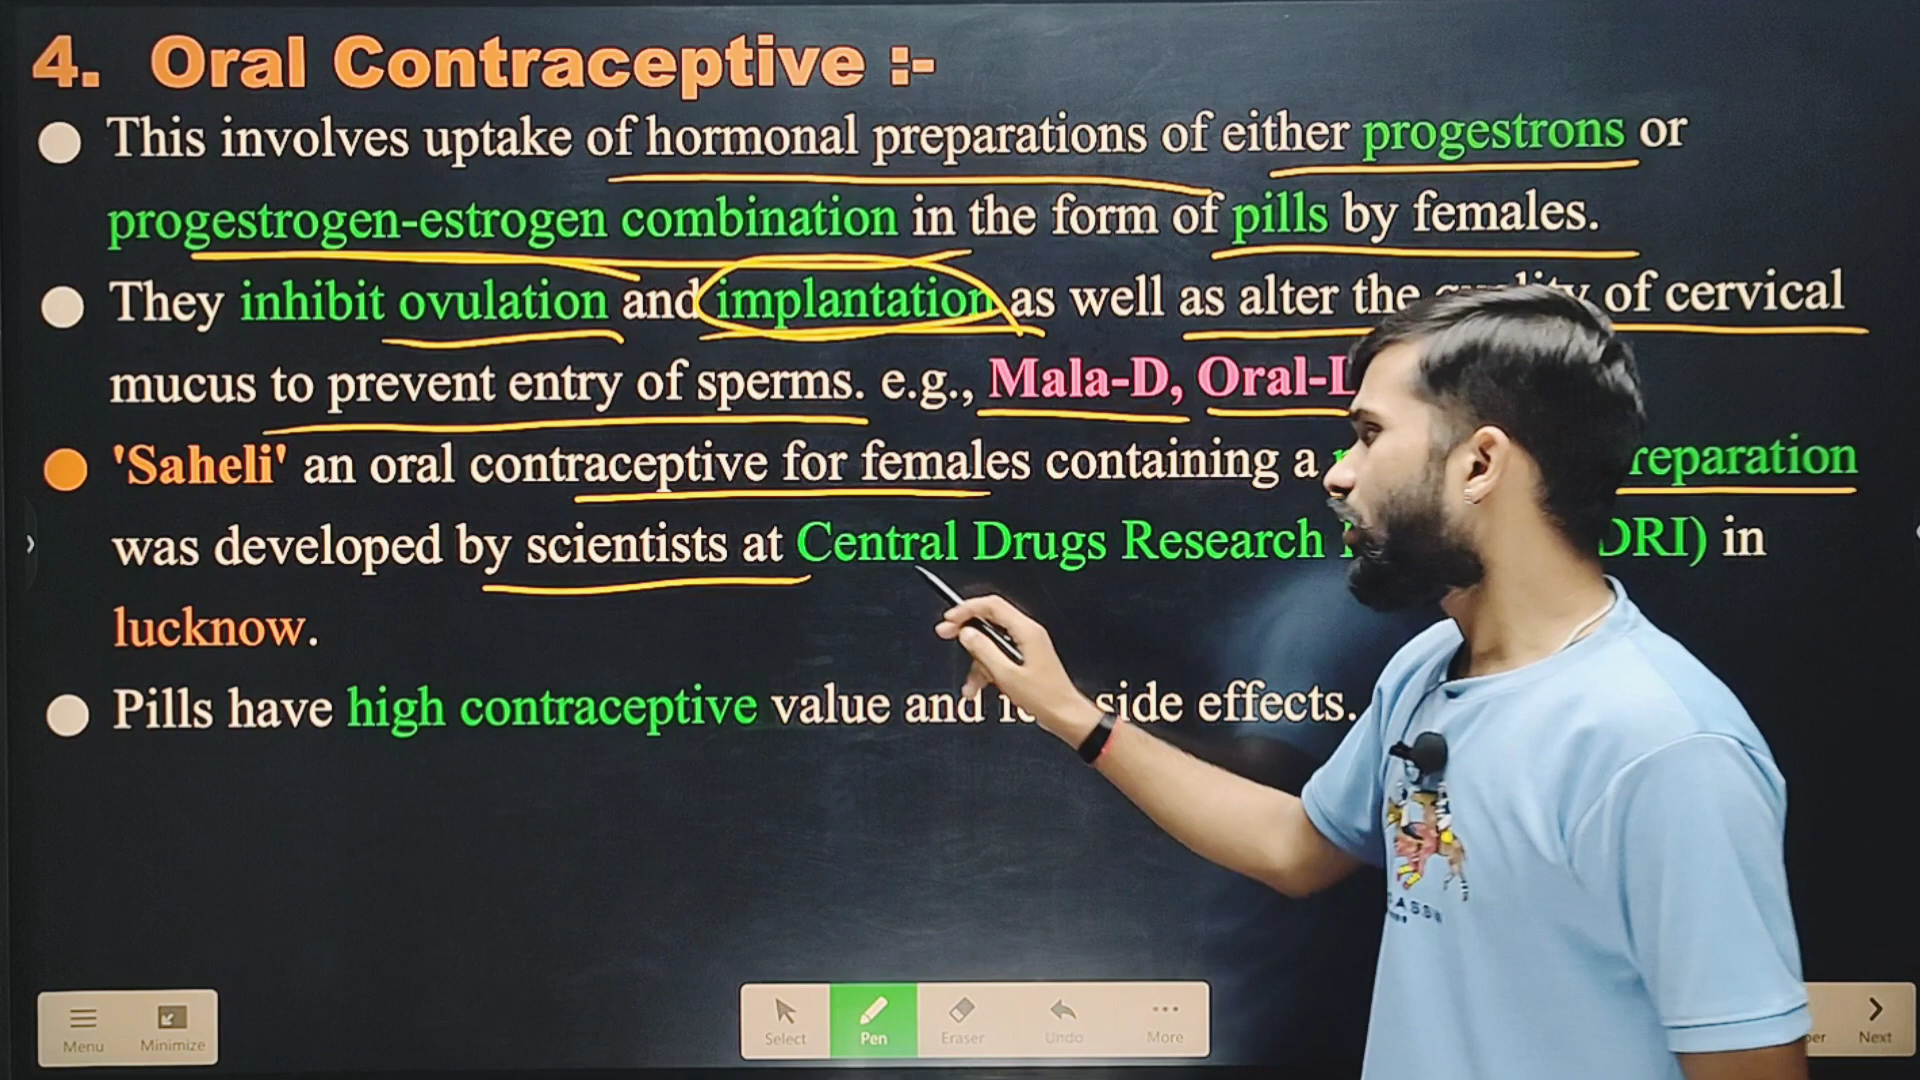 4. Oral Contraceptive :-
This involves uptake of hormonal preparations of either progestrons or
progestrogen-estrogen combination in the form of pills by females.
They inhibit ovulation and implantation as well as alter the quality of cervical
mucus to prevent entry of sperms. e.g., Mala-D, Oral-L
'Saheli' an oral contraceptive for females containing a reparation
was developed by scientists at Central Drugs Research DRI) in
lucknow.
Pills have high contraceptive value and side effects.
Menu Minimize Select Pen Eraser Undo More Next